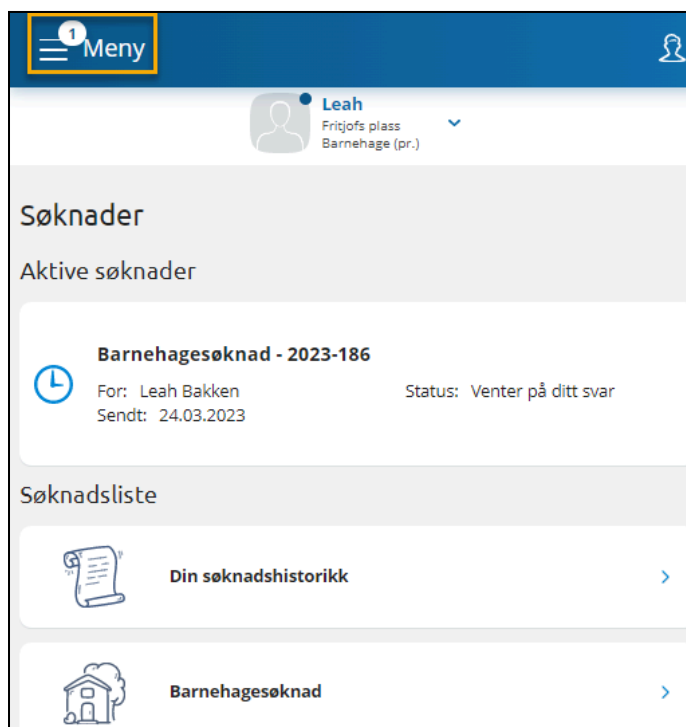 1
Meny
Leah
Fritjofs plass
Barnehage (pr.)
Søknader
Aktive søknader
Barnehagesøknad - 2023-186
For: Leah Bakken Status: Venter på ditt svar
Sendt: 24.03.2023
Søknadsliste
Din søknadshistorikk
Barnehagesøknad